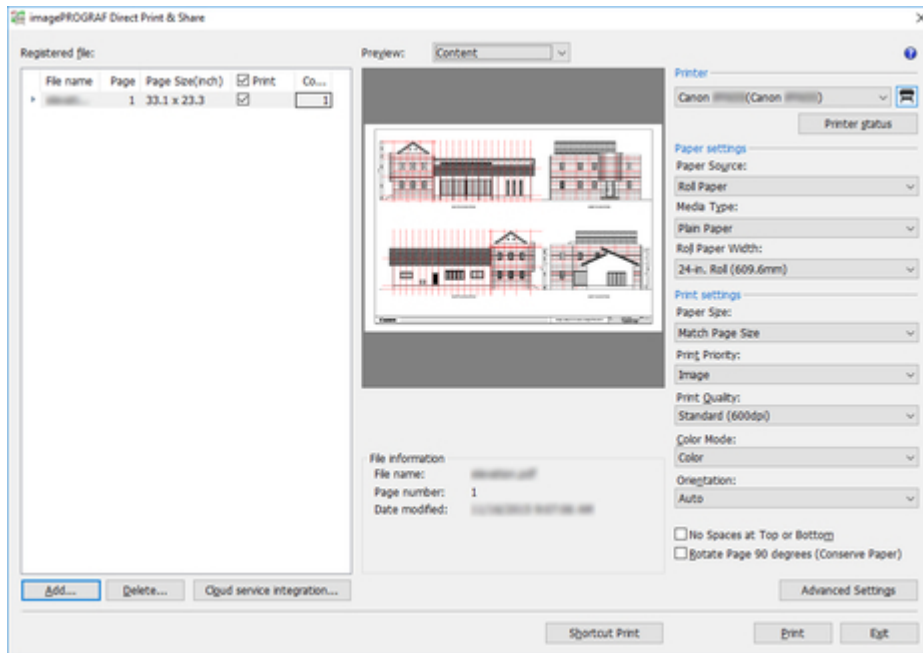 imagePROGRAF Direct Print & Share
Registered file:
Preview: Content
File name Page Page Size(inch) Print Co...
1 33.1 x 23.3 1
Canon
File information
File name:
Page number: 1
Date modified:
Add... Delete... Cloud service integration...
Printer
Canon (Canon )
Printer status
Paper settings
Paper Source:
Roll Paper
Media Type:
Plain Paper
Roll Paper Width:
24-in. Roll (609.6mm)
Print settings
Paper Size:
Match Page Size
Print Priority:
Image
Print Quality:
Standard (600dpi)
Color Mode:
Color
Orientation:
Auto
No Spaces at Top or Bottom
Rotate Page 90 degrees (Conserve Paper)
Advanced Settings
Shortcut Print Print Exit